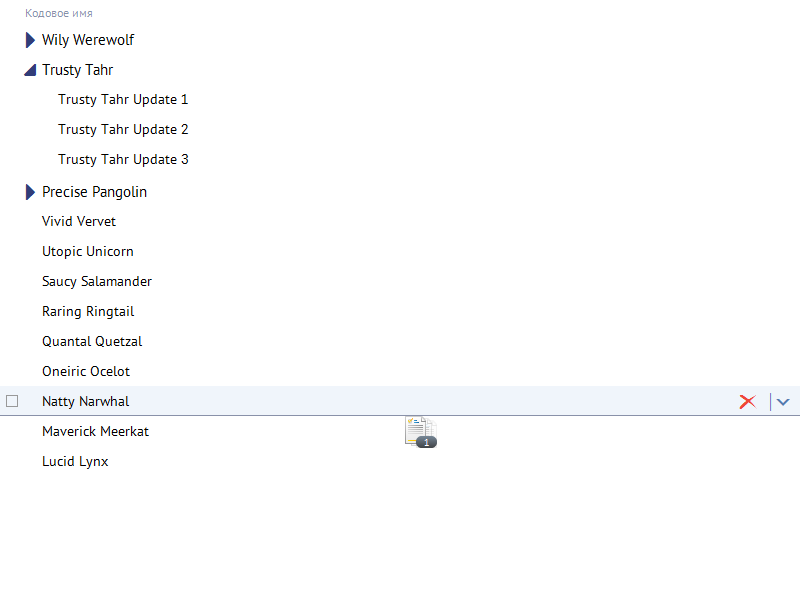 Кодовое имя
Wily Werewolf
Trusty Tahr
Trusty Tahr Update 1
Trusty Tahr Update 2
Trusty Tahr Update 3
Precise Pangolin
Vivid Vervet
Utopic Unicorn
Saucy Salamander
Raring Ringtail
Quantal Quetzal
Oneiric Ocelot
Natty Narwhal
Maverick Meerkat
1
Lucid Lynx